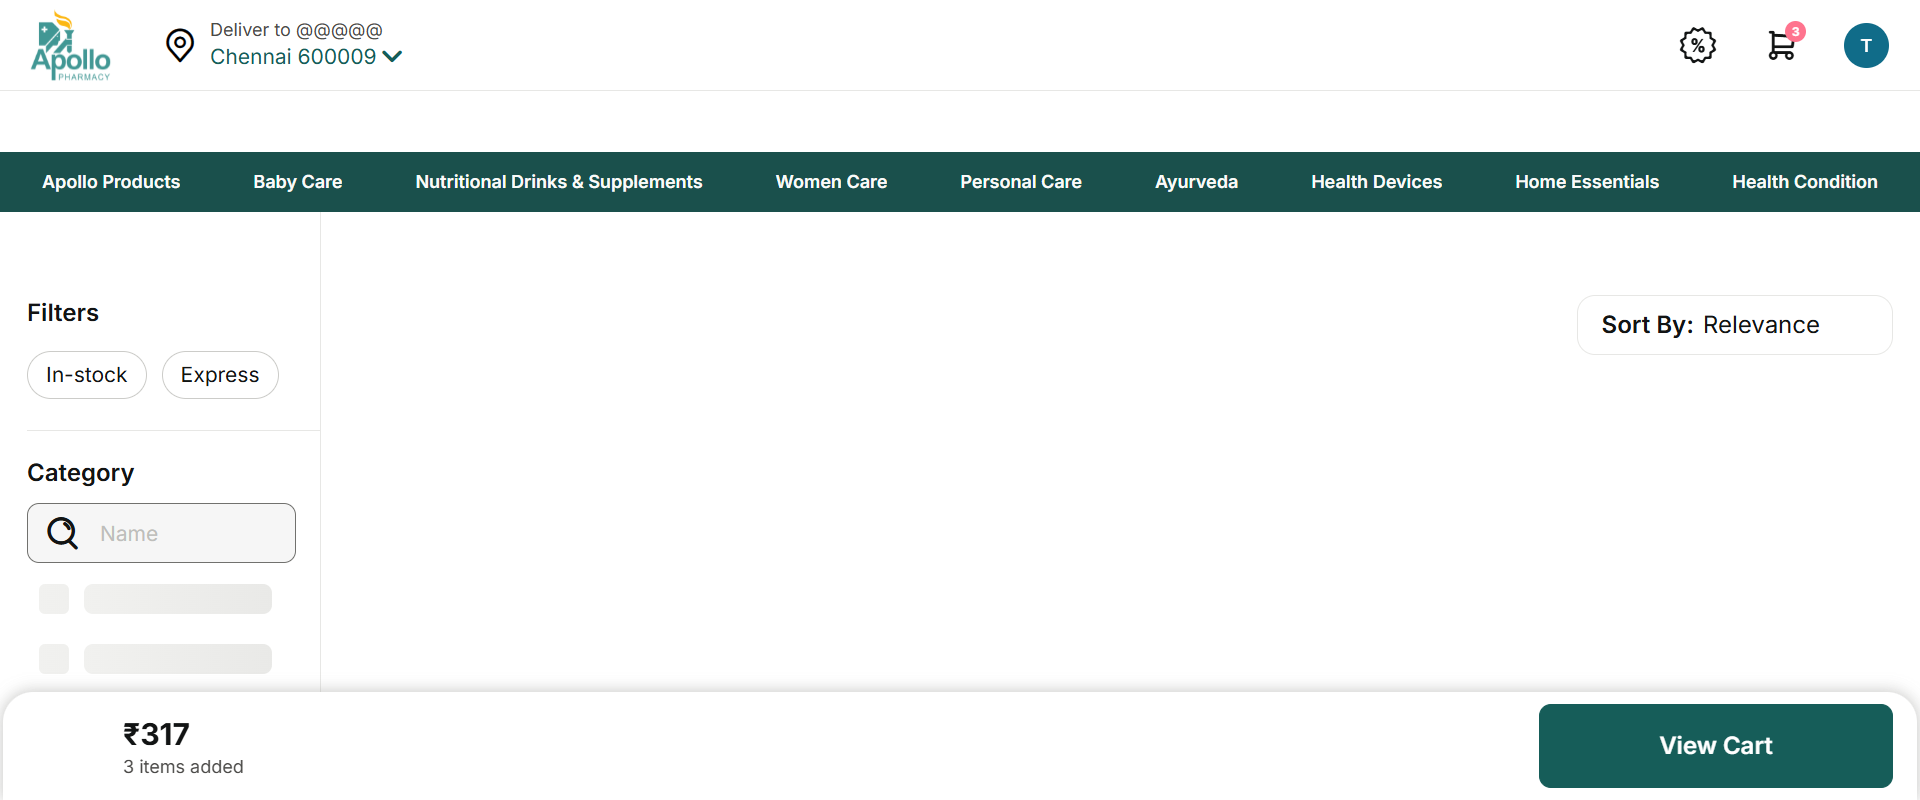 Apollo
PHARMACY
Deliver to @@@@@
Chennai 600009
%
3
T
Apollo Products
Baby Care
Nutritional Drinks & Supplements
Women Care
Personal Care
Ayurveda
Health Devices
Home Essentials
Health Condition
Filters
Sort By: Relevance
In-stock
Express
Category
Name
₹317
3 items added
View Cart